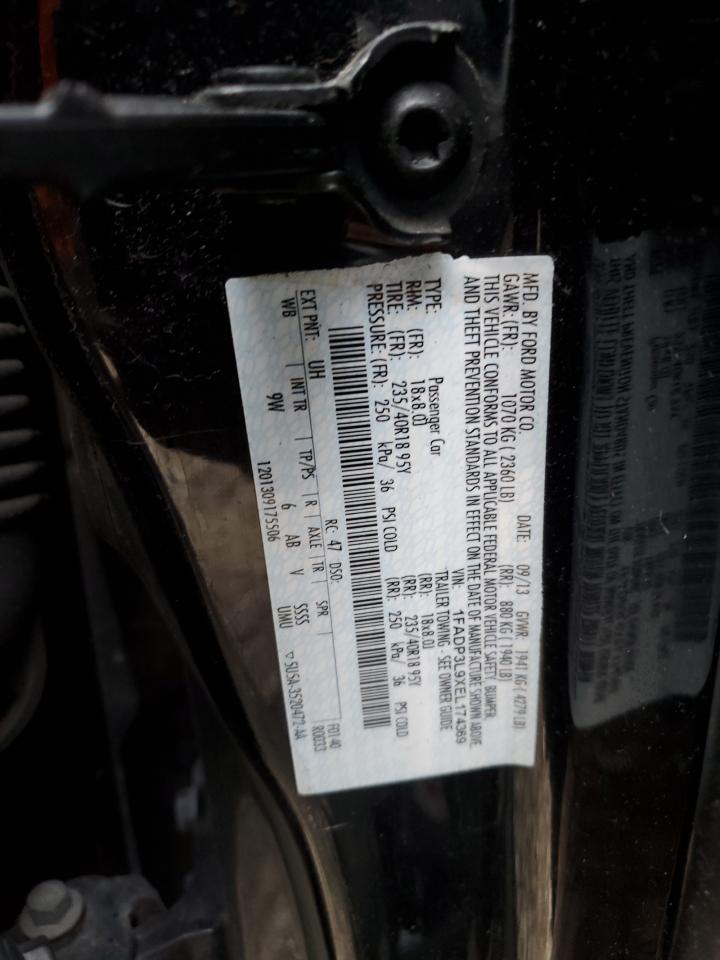 MFD. BY FORD MOTOR CO.
DATE: 09/13 GVWR: 1941 KG ( 4279 LB)
GAWR: (FR): 1070 KG ( 2360 LB) (RR): 880 KG ( 1940 LB)
THIS VEHICLE CONFORMS TO ALL APPLICABLE FEDERAL MOTOR VEHICLE SAFETY, BUMPER,
AND THEFT PREVENTION STANDARDS IN EFFECT ON THE DATE OF MANUFACTURE SHOWN ABOVE.
VIN: 1FADP3L9XEL174369
TYPE: Passenger Car TRAILER TOWING - SEE OWNER GUIDE
RIM: (FR): 18x8.0J (RR): 18x8.0J
TIRE: (FR): 235/40R18 95Y (RR): 235/40R18 95Y
PRESSURE: (FR): 250 kPa/ 36 PSI COLD (RR): 250 kPa/ 36 PSI COLD
F0140
R0033
EXT PNT: UH RC: 47 DSO:
WB INT TR TP/PS R AXLE TR SPR
9W 6 AB V SSSS
1201309175506 UMU ▽ 5U5A-3520472-AA